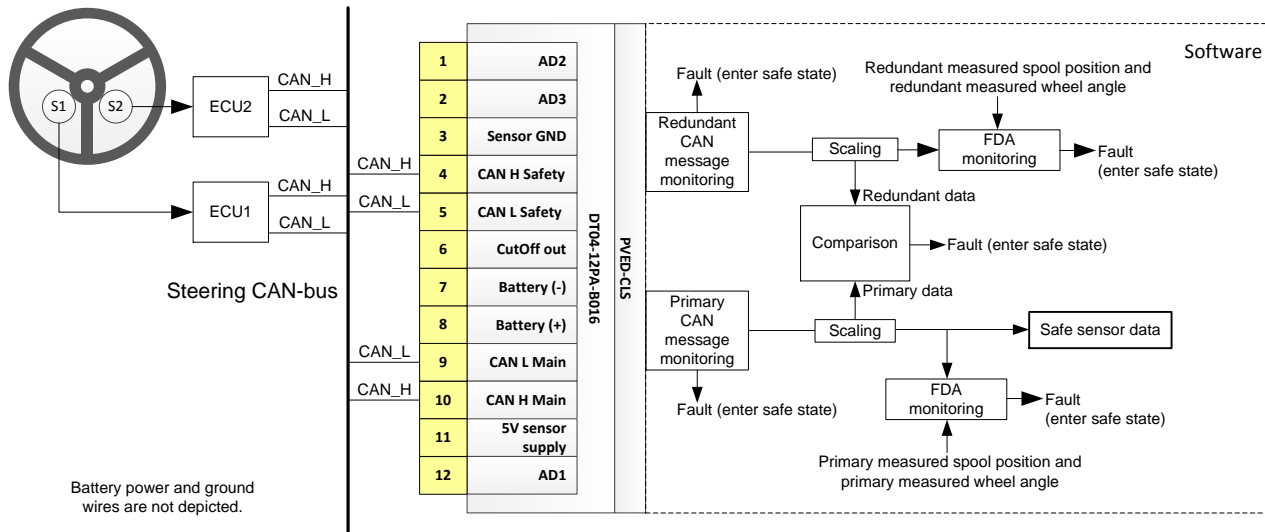 S1
S2
ECU2
CAN_H
CAN_L
ECU1
CAN_H
CAN_L
Steering CAN-bus
Battery power and ground
wires are not depicted.
CAN_H
CAN_L
CAN_L
CAN_H
1 AD2
2 AD3
3 Sensor GND
4 CAN H Safety
5 CAN L Safety
6 CutOff out
7 Battery (-)
8 Battery (+)
9 CAN L Main
10 CAN H Main
11 5V sensor
supply
12 AD1
DT04-12PA-B016
PVED-CLS
Software
Fault (enter safe state)
Redundant
CAN
message
monitoring
Scaling
Redundant measured spool position and
redundant measured wheel angle
FDA
monitoring
Fault
(enter safe state)
Redundant data
Comparison
Fault (enter safe state)
Primary data
Primary
CAN
message
monitoring
Scaling
Safe sensor data
Fault (enter safe state)
FDA
monitoring
Fault
(enter safe state)
Primary measured spool position and
primary measured wheel angle